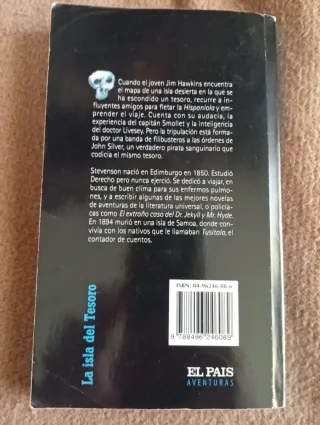 Cuando el joven Jim Hawkins encuentra
el mapa de una isla desierta en la que se
ha escondido un tesoro, recurre a in-
fluyentes amigos para fletar la Hispaniola y em-
prender el viaje. Cuenta con su audacia, la
experiencia del capitán Smollet y la inteligencia
del doctor Livesey. Pero la tripulación está forma-
da por una banda de filibusteros a las órdenes de
John Silver, un verdadero pirata sanguinario que
codicia el mismo tesoro.
Stevenson nació en Edimburgo en 1850. Estudió
Derecho pero nunca ejerció. Se dedicó a viajar, en
busca de buen clima para sus enfermos pulmo-
nes, y a escribir algunas de las mejores novelas
de aventuras de la literatura universal, o policía-
cas como El extraño caso del Dr. Jekyll y Mr. Hyde.
En 1894 murió en una isla de Samoa, donde con-
vivía con los nativos que le llamaban Tusitala, el
contador de cuentos.
ISBN: 84-96246-08-6
9 788496 246089
La isla del Tesoro
EL PAIS
AVENTURAS